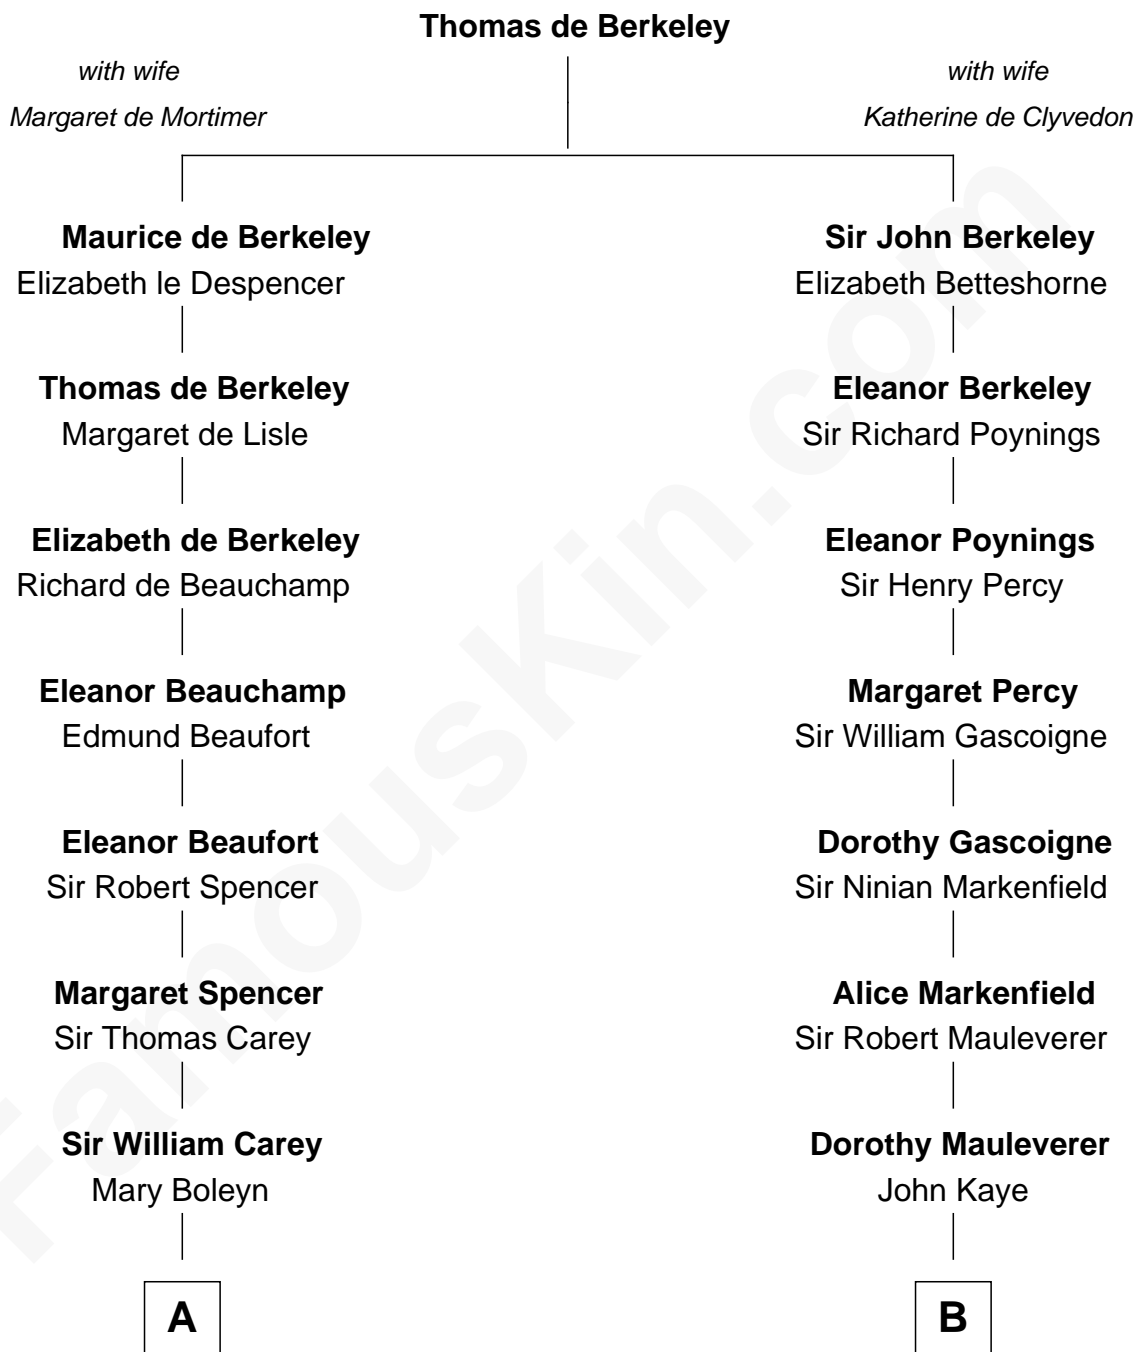 Thomas de Berkeley
with wife
Margaret de Mortimer
with wife
Katherine de Clyvedon
Maurice de Berkeley
Elizabeth le Despencer
Sir John Berkeley
Elizabeth Betteshorne
Thomas de Berkeley
Margaret de Lisle
Eleanor Berkeley
Sir Richard Poynings
Elizabeth de Berkeley
Richard de Beauchamp
Eleanor Poynings
Sir Henry Percy
Eleanor Beauchamp
Edmund Beaufort
Margaret Percy
Sir William Gascoigne
Eleanor Beaufort
Sir Robert Spencer
Dorothy Gascoigne
Sir Ninian Markenfield
Margaret Spencer
Sir Thomas Carey
Alice Markenfield
Sir Robert Mauleverer
Sir William Carey
Mary Boleyn
Dorothy Mauleverer
John Kaye
A
B
FamousKin.com